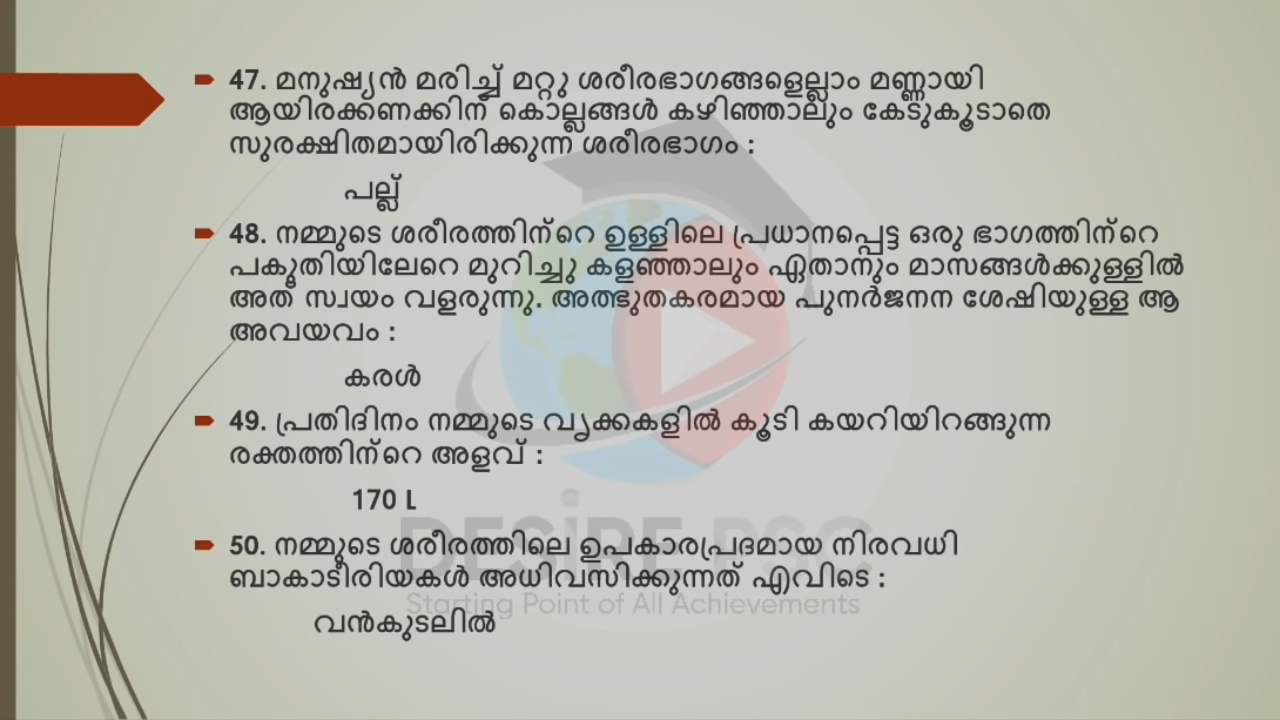 47. മനുഷ്യൻ മരിച്ച് മറ്റു ശരീരഭാഗങ്ങളെല്ലാം മണ്ണായി
ആയിരക്കണക്കിന് കൊല്ലങ്ങൾ കഴിഞ്ഞാലും കേടുകൂടാതെ
സുരക്ഷിതമായിരിക്കുന്ന ശരീരഭാഗം :
പല്ല്
48. നമ്മുടെ ശരീരത്തിന്റെ ഉള്ളിലെ പ്രധാനപ്പെട്ട ഒരു ഭാഗത്തിന്റെ
പകുതിയിലേറെ മുറിച്ചു കളഞ്ഞാലും ഏതാനും മാസങ്ങൾക്കുള്ളിൽ
അത് സ്വയം വളരുന്നു. അത്ഭുതകരമായ പുനർജനന ശേഷിയുള്ള ആ
അവയവം :
കരൾ
49. പ്രതിദിനം നമ്മുടെ വൃക്കകളിൽ കൂടി കയറിയിറങ്ങുന്ന
രക്തത്തിന്റെ അളവ് :
170 L
50. നമ്മുടെ ശരീരത്തിലെ ഉപകാരപ്രദമായ നിരവധി
ബാകാടീരിയകൾ അധിവസിക്കുന്നത് എവിടെ :
വൻകുടലിൽ
DESiRE PSC
Starting Point of All Achievements